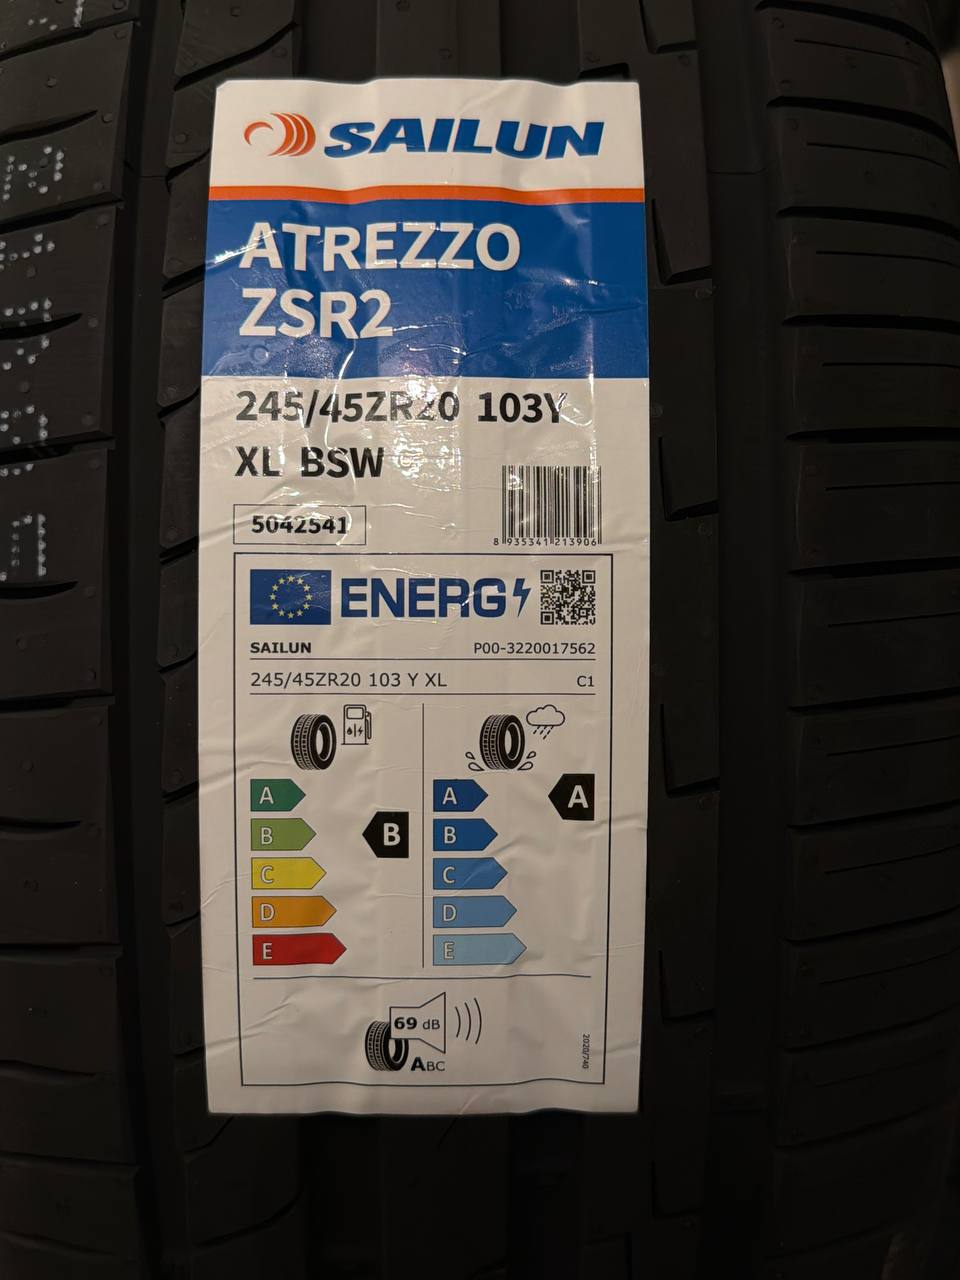 SAILUN
ATREZZO
ZSR2
245/45ZR20 103Y
XL BSW
5042541
8 935341 213906
ENERG
SAILUN P00-3220017562
245/45ZR20 103 Y XL C1
A A A
B B B
C C
D D
E E
69 dB
ABC
2020/740